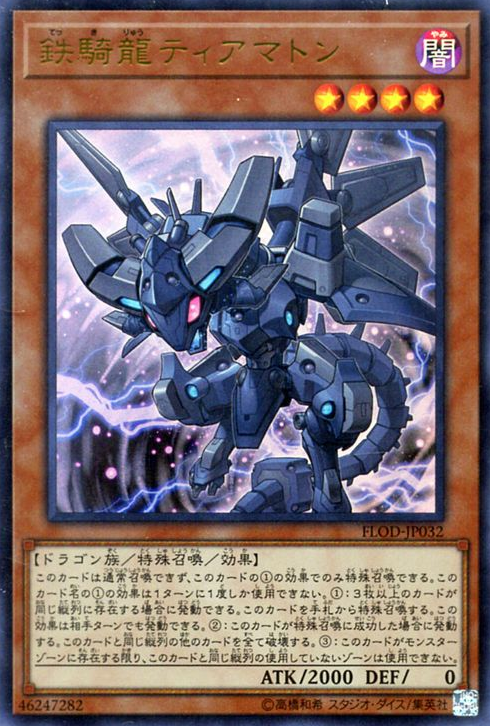 鉄騎龍ティアマトン
闇
FLOD-JP032
【ドラゴン族／特殊召喚／効果】
このカードは通常召喚できず、このカードの①の効果でのみ特殊召喚できる。この
カード名の①の効果は1ターンに1度しか使用できない。①：3枚以上のカードが
同じ縦列に存在する場合に発動できる。このカードを手札から特殊召喚する。この
効果は相手ターンでも発動できる。②：このカードが特殊召喚に成功した場合に発動
する。このカードと同じ縦列の他のカードを全て破壊する。③：このカードがモンスター
ゾーンに存在する限り、このカードと同じ縦列の使用していないゾーンは使用できない。
ATK/2000 DEF/ 0
46247282 ©高橋和希 スタジオ・ダイス/集英社